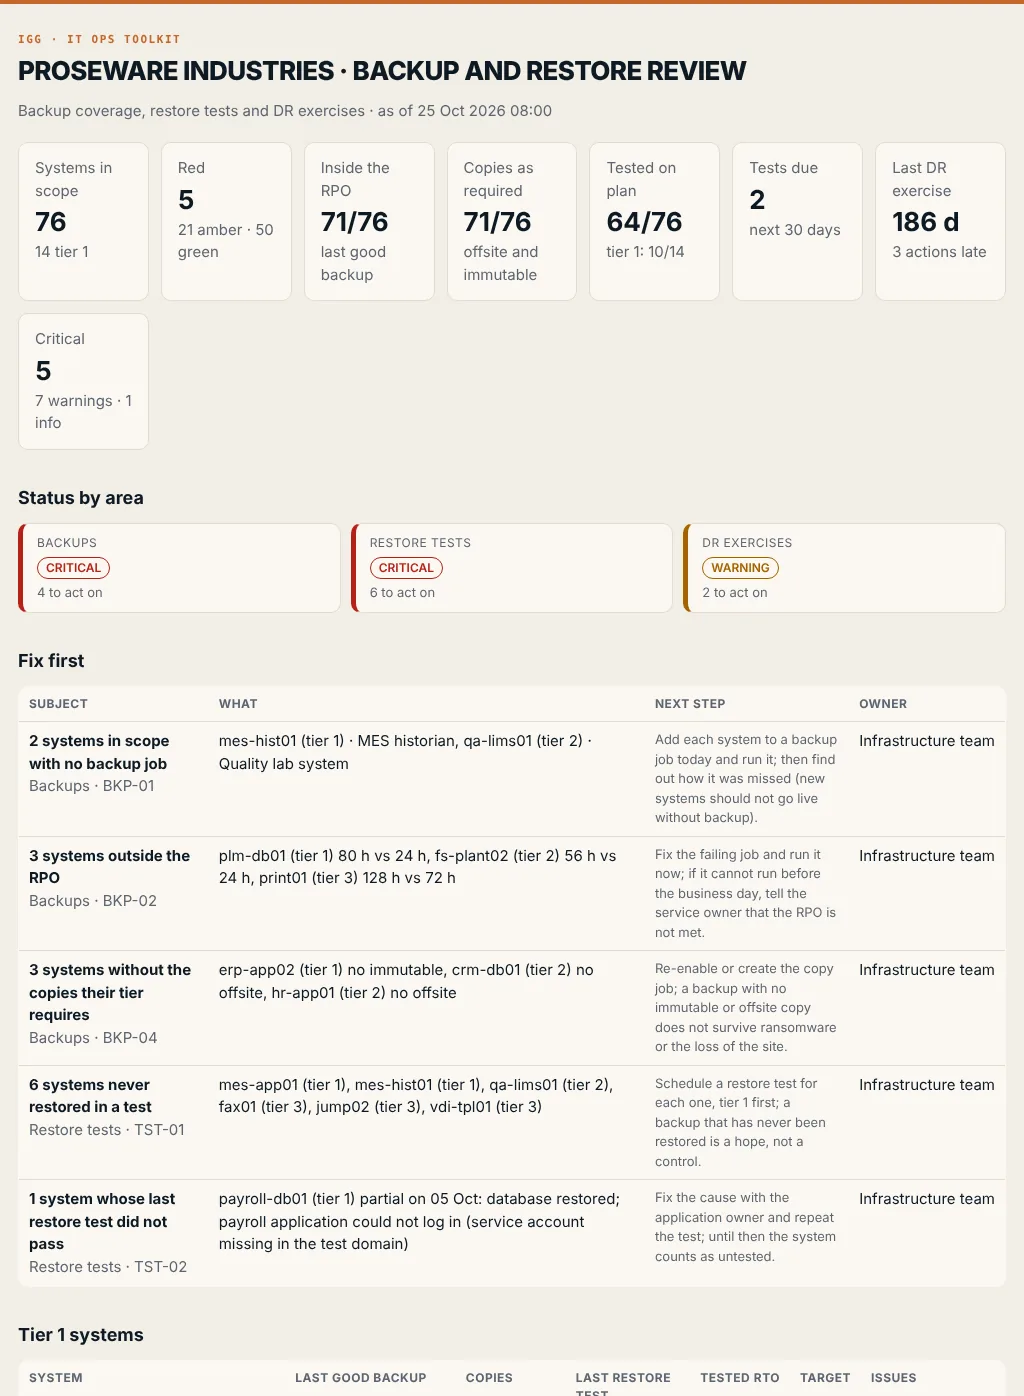 IGG · IT OPS TOOLKIT
PROSEWARE INDUSTRIES · BACKUP AND RESTORE REVIEW
Backup coverage, restore tests and DR exercises · as of 25 Oct 2026 08:00
Systems in
scope
76
14 tier 1
Red
5
21 amber · 50
green
Inside the
RPO
71/76
last good
backup
Copies as
required
71/76
offsite and
immutable
Tested on
plan
64/76
tier 1: 10/14
Tests due
2
next 30 days
Last DR
exercise
186 d
3 actions late
Critical
5
7 warnings · 1
info
Status by area
BACKUPS
CRITICAL
4 to act on
RESTORE TESTS
CRITICAL
6 to act on
DR EXERCISES
WARNING
2 to act on
Fix first
SUBJECT WHAT NEXT STEP OWNER
2 systems in scope
with no backup job
Backups · BKP-01
mes-hist01 (tier 1) · MES historian, qa-lims01 (tier 2) ·
Quality lab system
Add each system to a backup
job today and run it; then find
out how it was missed (new
systems should not go live
without backup).
Infrastructure team
3 systems outside the
RPO
Backups · BKP-02
plm-db01 (tier 1) 80 h vs 24 h, fs-plant02 (tier 2) 56 h vs
24 h, print01 (tier 3) 128 h vs 72 h
Fix the failing job and run it
now; if it cannot run before
the business day, tell the
service owner that the RPO is
not met.
Infrastructure team
3 systems without the
copies their tier
requires
Backups · BKP-04
erp-app02 (tier 1) no immutable, crm-db01 (tier 2) no
offsite, hr-app01 (tier 2) no offsite
Re-enable or create the copy
job; a backup with no
immutable or offsite copy
does not survive ransomware
or the loss of the site.
Infrastructure team
6 systems never
restored in a test
Restore tests · TST-01
mes-app01 (tier 1), mes-hist01 (tier 1), qa-lims01 (tier 2),
fax01 (tier 3), jump02 (tier 3), vdi-tpl01 (tier 3)
Schedule a restore test for
each one, tier 1 first; a
backup that has never been
restored is a hope, not a
control.
Infrastructure team
1 system whose last
restore test did not
pass
Restore tests · TST-02
payroll-db01 (tier 1) partial on 05 Oct: database restored;
payroll application could not log in (service account
missing in the test domain)
Fix the cause with the
application owner and repeat
the test; until then the system
counts as untested.
Infrastructure team
Tier 1 systems
SYSTEM LAST GOOD BACKUP COPIES LAST RESTORE TESTED RTO TARGET ISSUES
TEST